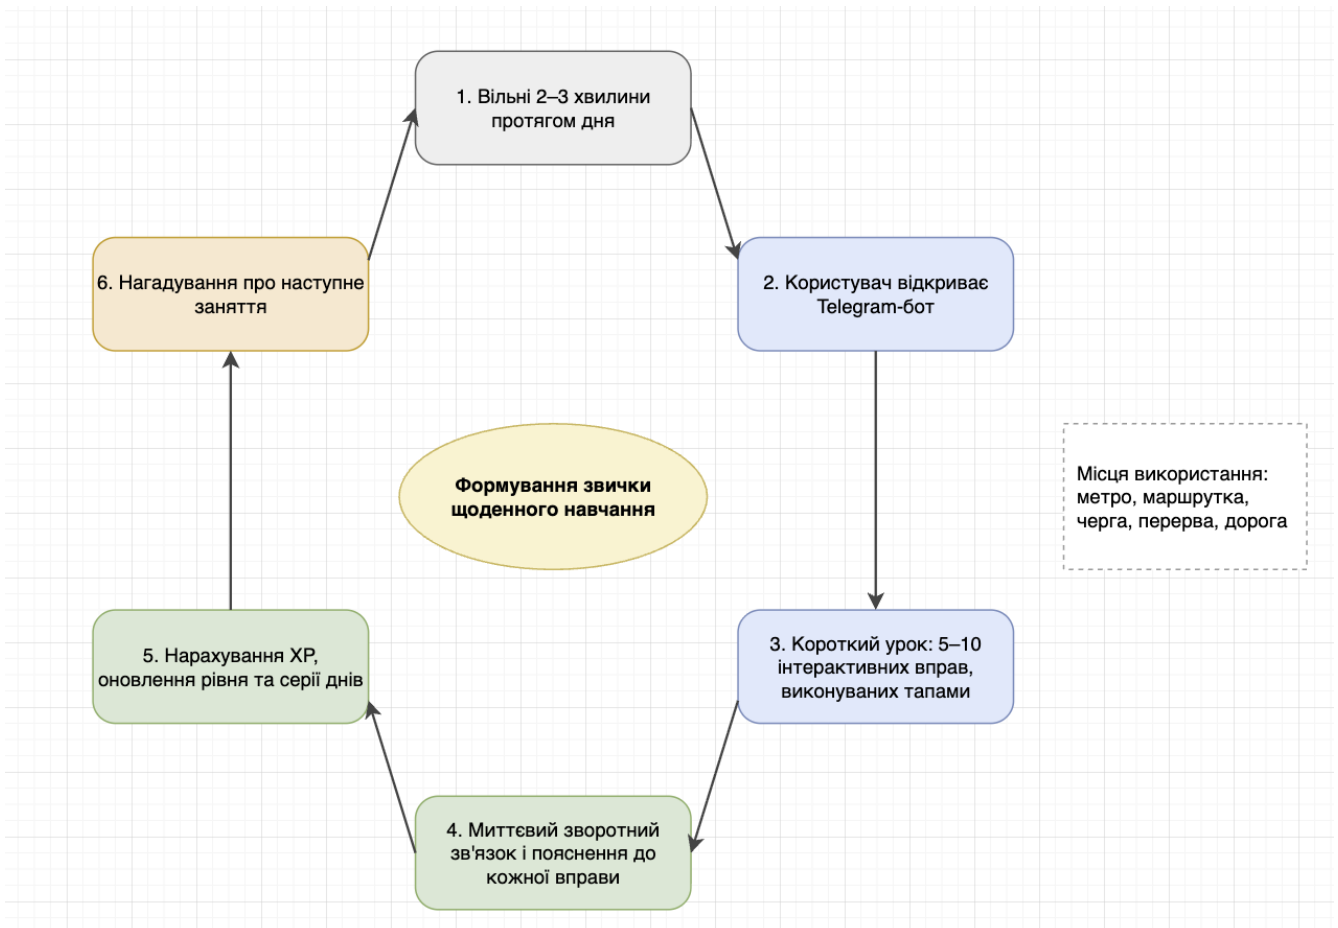 1. Вільні 2–3 хвилини
протягом дня
2. Користувач відкриває
Telegram-бот
3. Короткий урок: 5–10
інтерактивних вправ,
виконуваних тапами
4. Миттєвий зворотний
зв'язок і пояснення до
кожної вправи
5. Нарахування XP,
оновлення рівня та серії днів
6. Нагадування про наступне
заняття
Формування звички
щоденного навчання
Місця використання:
метро, маршрутка,
черга, перерва, дорога